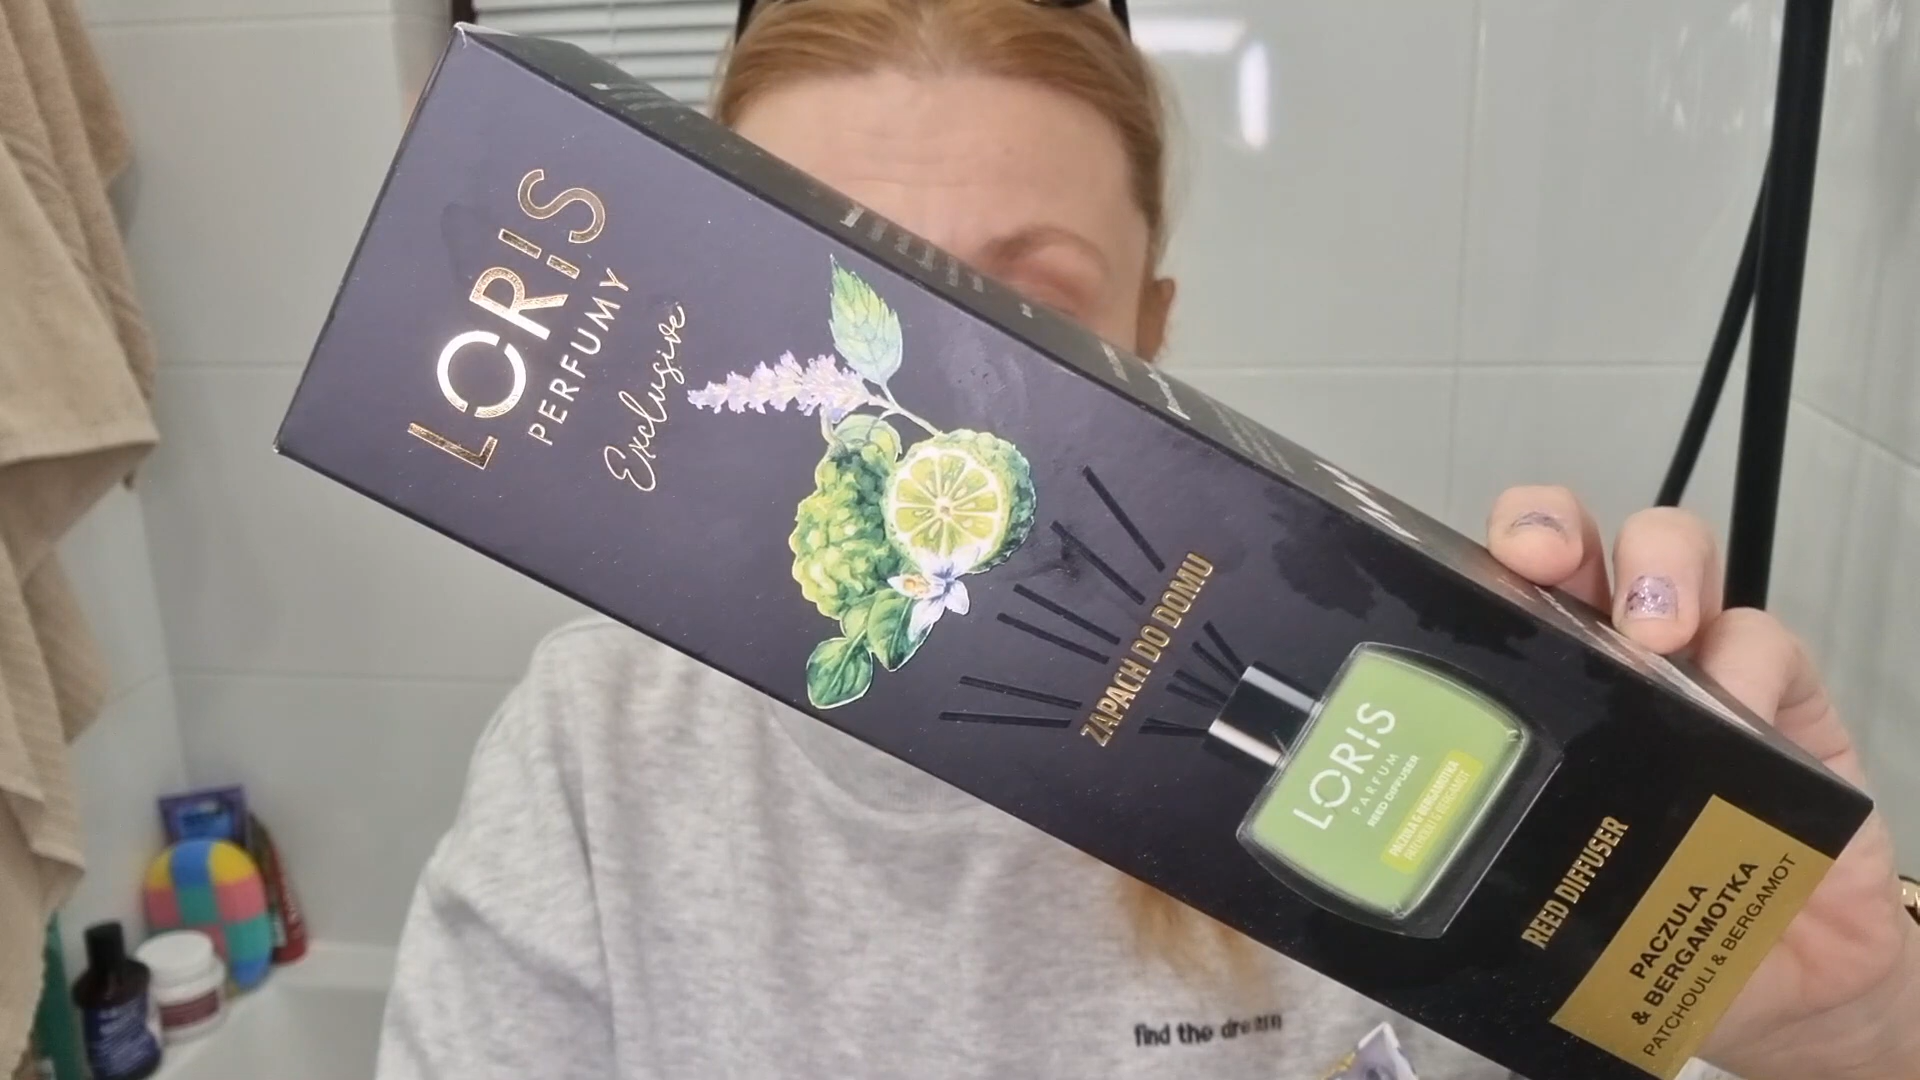 LORIS
PERFUMY
Exclusive
ZAPACH DO DOMU
LORIS
PARFUM
REED DIFFUSER
PACZULA & BERGAMOTKA
PATCHOULI & BERGAMOT
REED DIFFUSER
PACZULA
& BERGAMOTKA
PATCHOULI & BERGAMOT
find the dream